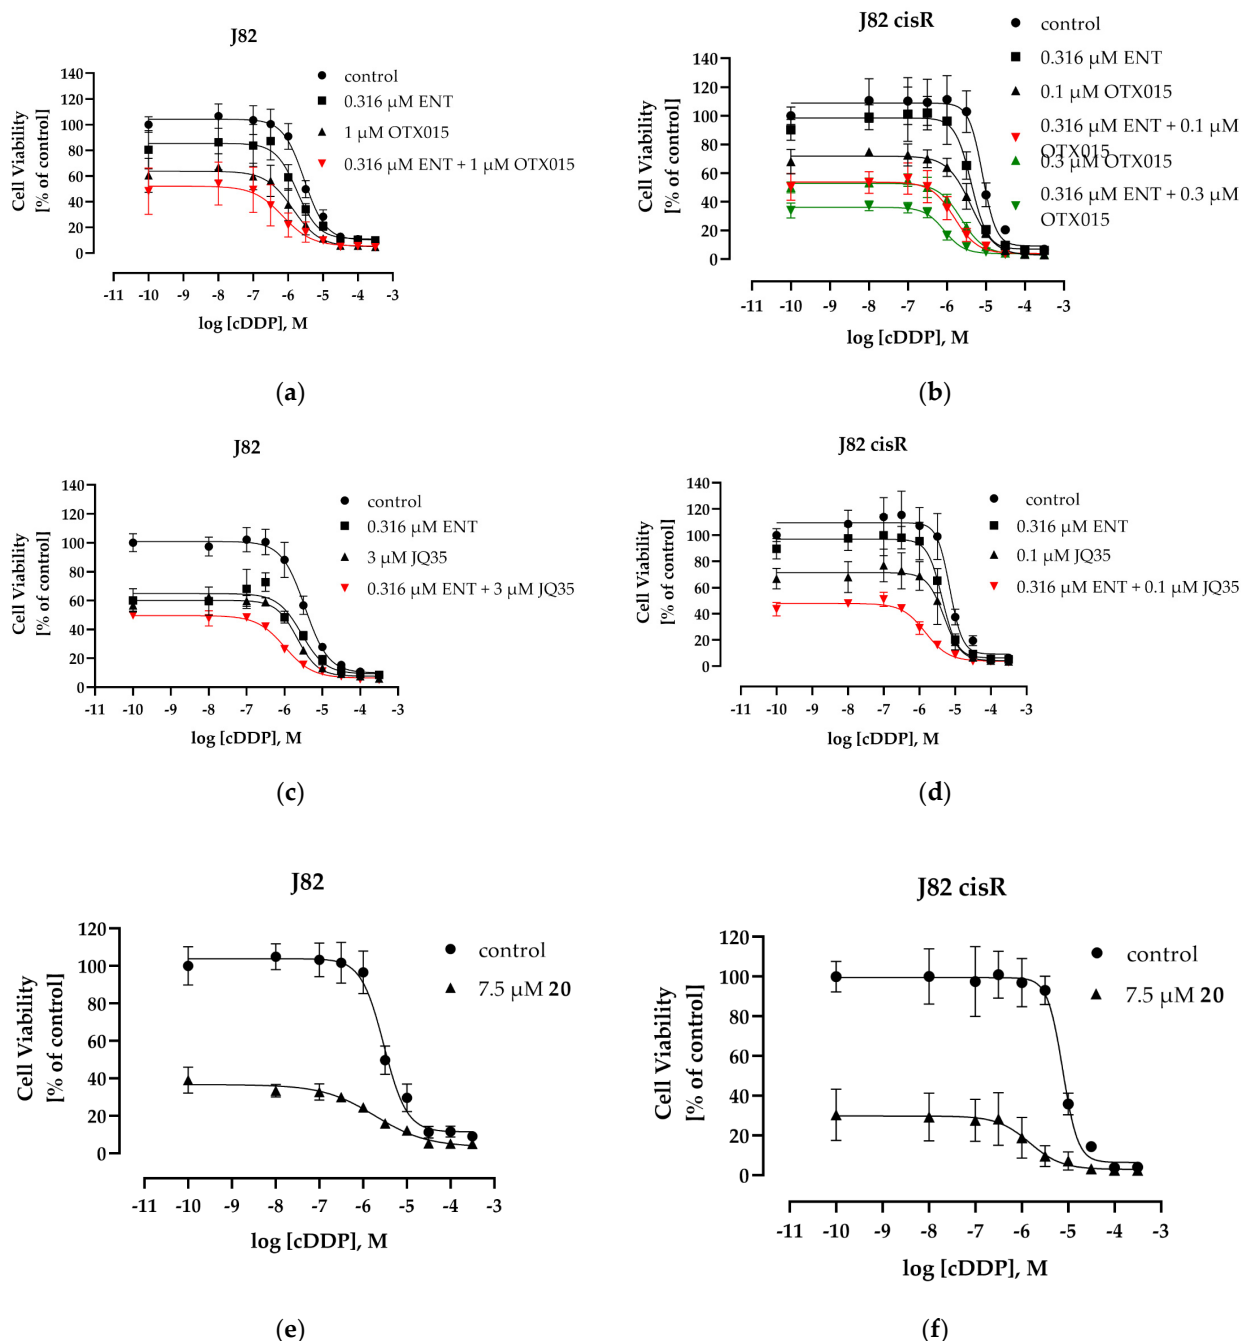 J82
Cell Viability
[% of control]
140
120
100
80
60
40
20
0
-11 -10 -9 -8 -7 -6 -5 -4 -3
log [cDDP], M
control
0.316 µM ENT
1 µM OTX015
0.316 µM ENT + 1 µM OTX015
(a)
J82 cisR
Cell Viability
[% of control]
140
120
100
80
60
40
20
0
-11 -10 -9 -8 -7 -6 -5 -4 -3
log [cDDP], M
control
0.316 µM ENT
0.1 µM OTX015
0.316 µM ENT + 0.1 µM
OTX015
0.3 µM OTX015
0.316 µM ENT + 0.3 µM
OTX015
(b)
J82
Cell Viability
[% of control]
140
120
100
80
60
40
20
0
-11 -10 -9 -8 -7 -6 -5 -4 -3
log [cDDP], M
control
0.316 µM ENT
3 µM JQ35
0.316 µM ENT + 3 µM JQ35
(c)
J82 cisR
Cell Viability
[% of control]
140
120
100
80
60
40
20
0
-11 -10 -9 -8 -7 -6 -5 -4 -3
log [cDDP], M
control
0.316 µM ENT
0.1 µM JQ35
0.316 µM ENT + 0.1 µM JQ35
(d)
J82
Cell Viability
[% of control]
120
100
80
60
40
20
0
-11 -10 -9 -8 -7 -6 -5 -4 -3
log [cDDP], M
control
7.5 µM 20
(e)
J82 cisR
Cell Viability
[% of control]
120
100
80
60
40
20
0
-11 -10 -9 -8 -7 -6 -5 -4 -3
log [cDDP], M
control
7.5 µM 20
(f)